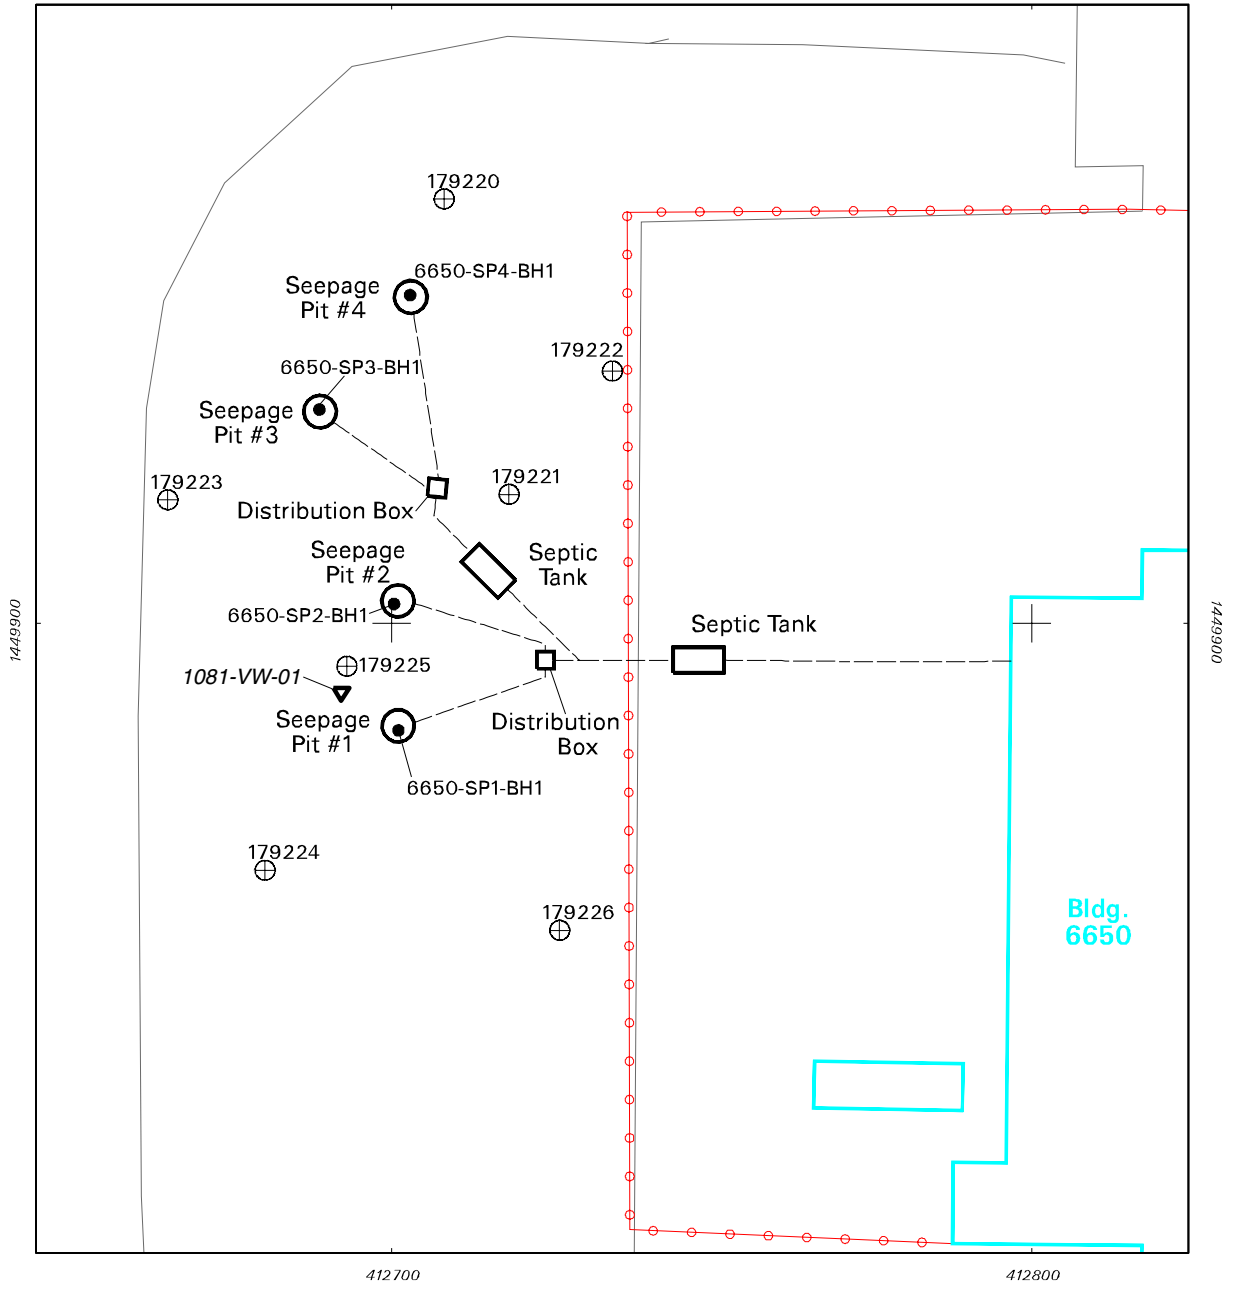 179220
6650-SP4-BH1
Seepage
Pit #4
179222
6650-SP3-BH1
Seepage
Pit #3
179223
179221
Distribution Box
Seepage
Pit #2
Septic
Tank
6650-SP2-BH1
Septic Tank
1449900
1449900
179225
1081-VW-01
Seepage
Pit #1
Distribution
Box
6650-SP1-BH1
179224
179226
Bldg.
6650
412700
412800